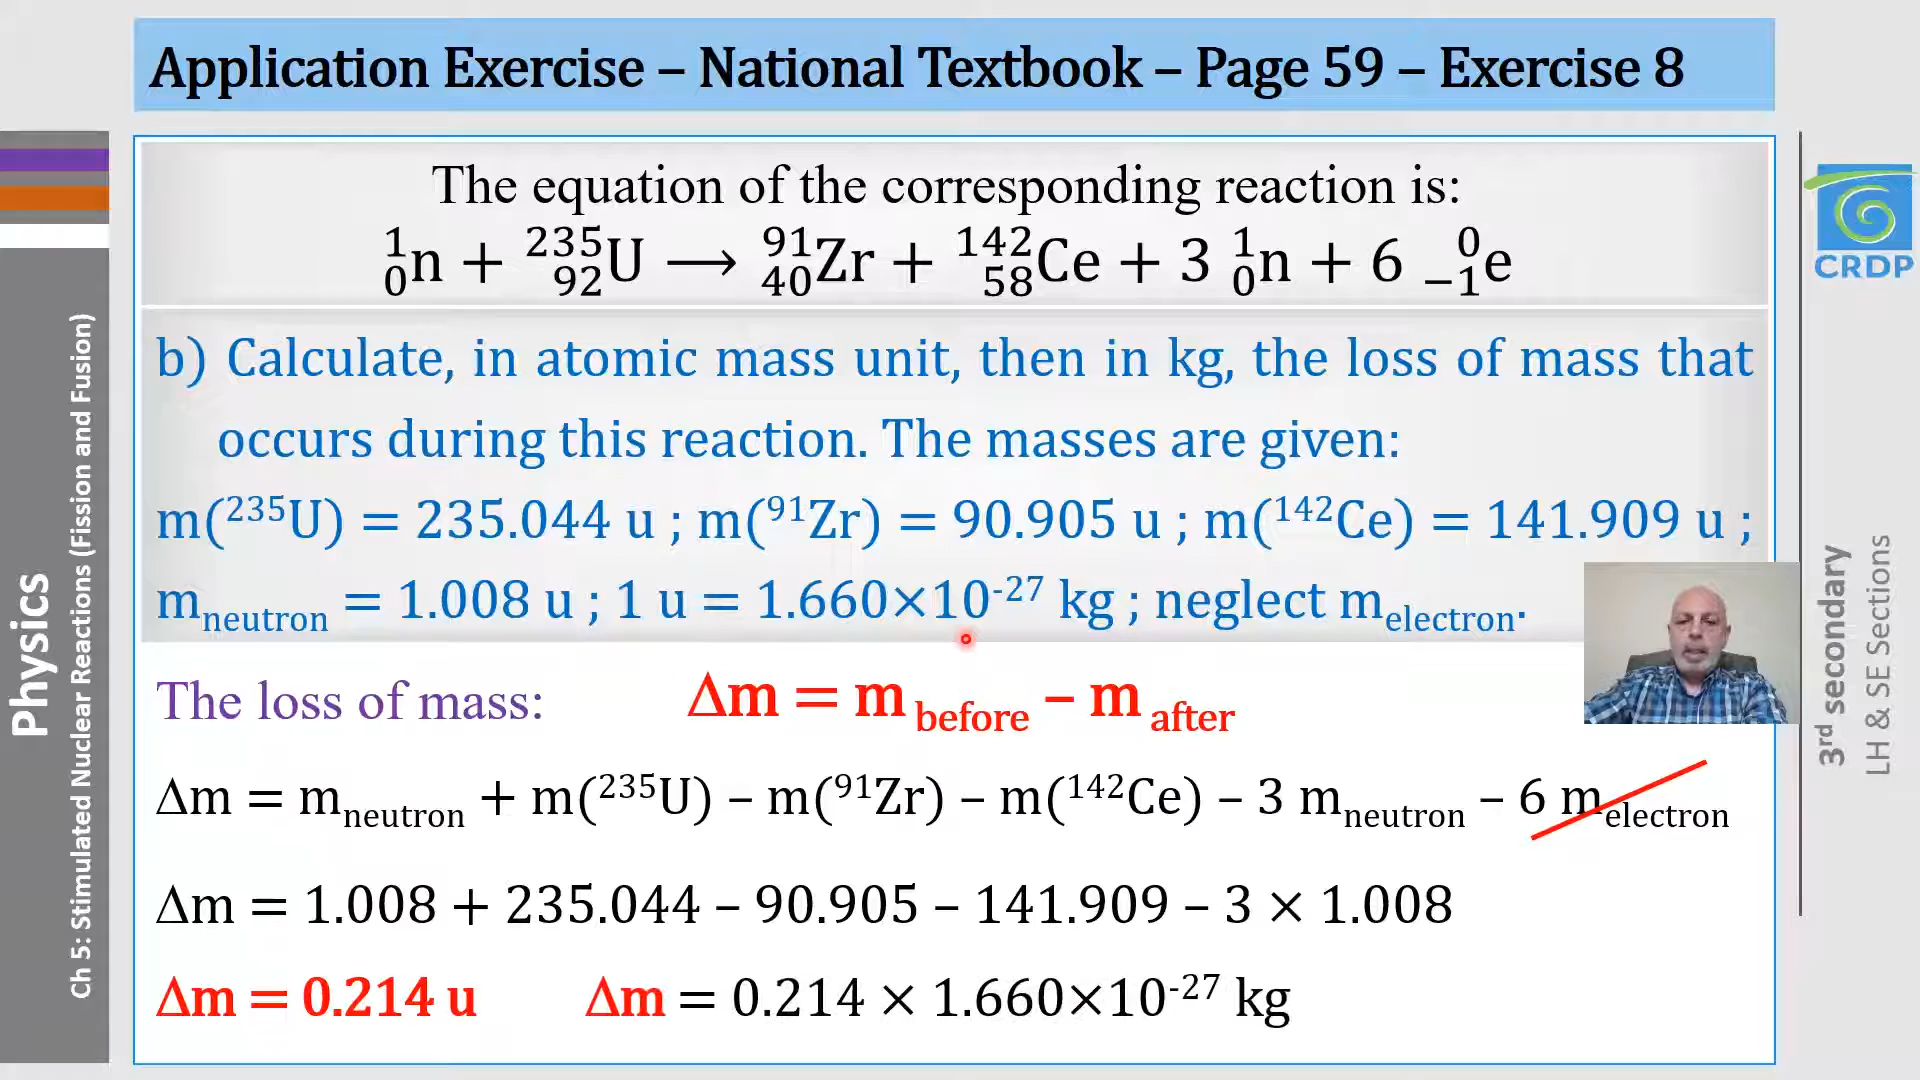 Application Exercise – National Textbook – Page 59 – Exercise 8
The equation of the corresponding reaction is:
¹₀n + ²³⁵₉₂U ⟶ ⁹¹₄₀Zr + ¹⁴²₅₈Ce + 3 ¹₀n + 6 ⁰₋₁e
b) Calculate, in atomic mass unit, then in kg, the loss of mass that
occurs during this reaction. The masses are given:
m(²³⁵U) = 235.044 u ; m(⁹¹Zr) = 90.905 u ; m(¹⁴²Ce) = 141.909 u ;
m neutron = 1.008 u ; 1 u = 1.660×10⁻²⁷ kg ; neglect m electron.
The loss of mass: Δm = m before – m after
Δm = m neutron + m(²³⁵U) – m(⁹¹Zr) – m(¹⁴²Ce) – 3 m neutron – 6 m electron
Δm = 1.008 + 235.044 – 90.905 – 141.909 – 3 × 1.008
Δm = 0.214 u Δm = 0.214 × 1.660×10⁻²⁷ kg
Physics
Ch 5: Stimulated Nuclear Reactions (Fission and Fusion)
CRDP
3rd secondary
LH & SE Sections